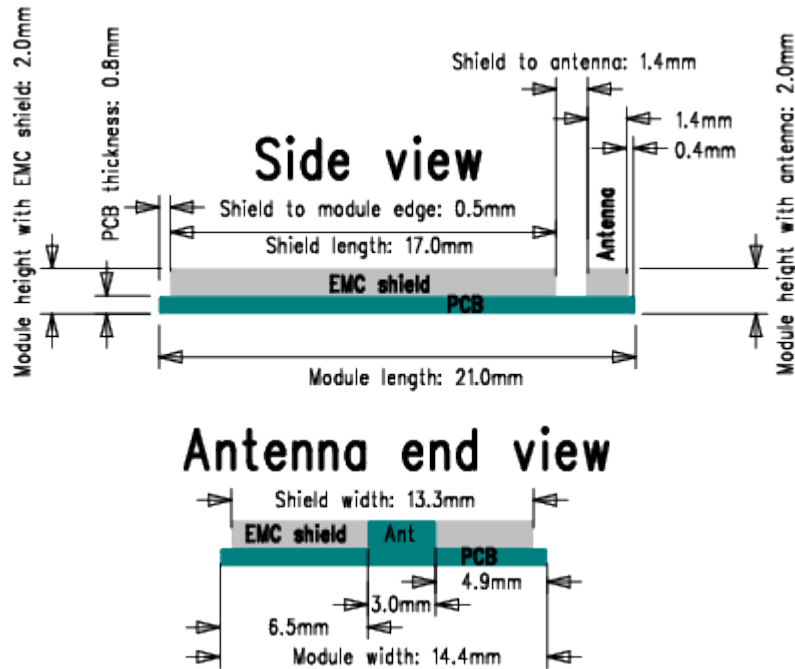 Module height with EMC shield: 2.0mm
PCB thickness: 0.8mm
Shield to antenna: 1.4mm
1.4mm
0.4mm
Module height with antenna: 2.0mm
Side view
Shield to module edge: 0.5mm
Shield length: 17.0mm
Antenna
EMC shield
PCB
Module length: 21.0mm
Antenna end view
Shield width: 13.3mm
EMC shield
Ant
PCB
4.9mm
3.0mm
6.5mm
Module width: 14.4mm